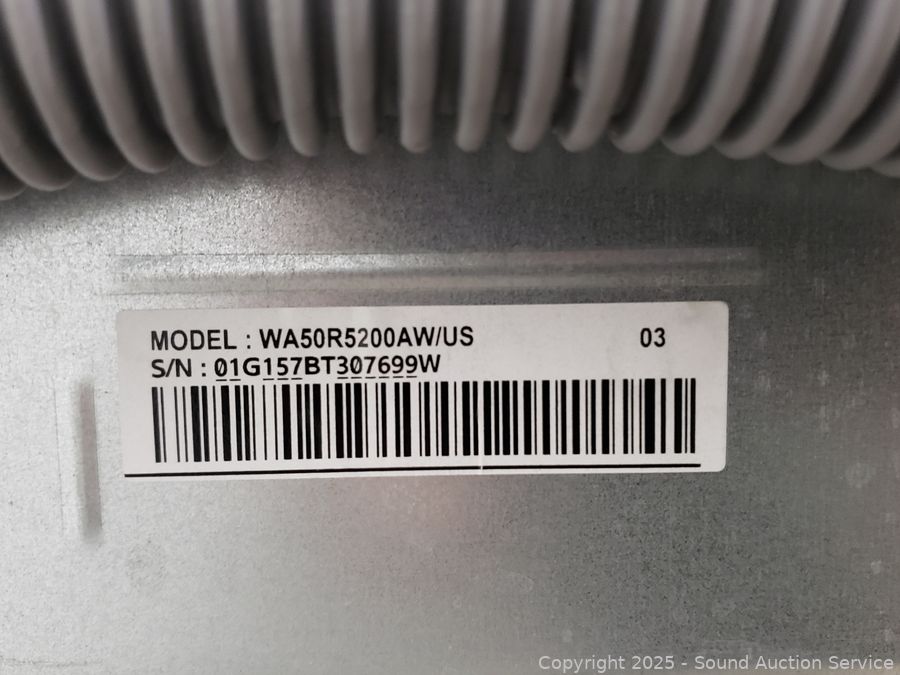 MODEL : WA50R5200AW/US 03
S/N : 01G157BT307699W
Copyright 2025 - Sound Auction Service